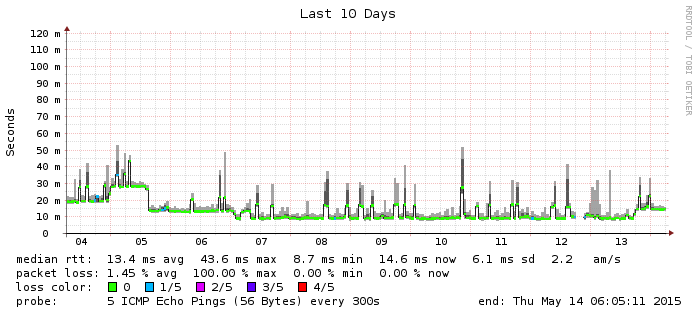 Last 10 Days
RRDTOOL / TOBI OETIKER
Seconds
120 m
110 m
100 m
90 m
80 m
70 m
60 m
50 m
40 m
30 m
20 m
10 m
0
04 05 06 07 08 09 10 11 12 13
median rtt: 13.4 ms avg 43.6 ms max 8.7 ms min 14.6 ms now 6.1 ms sd 2.2 am/s
packet loss: 1.45 % avg 100.00 % max 0.00 % min 0.00 % now
loss color: 0 1/5 2/5 3/5 4/5
probe: 5 ICMP Echo Pings (56 Bytes) every 300s end: Thu May 14 06:05:11 2015